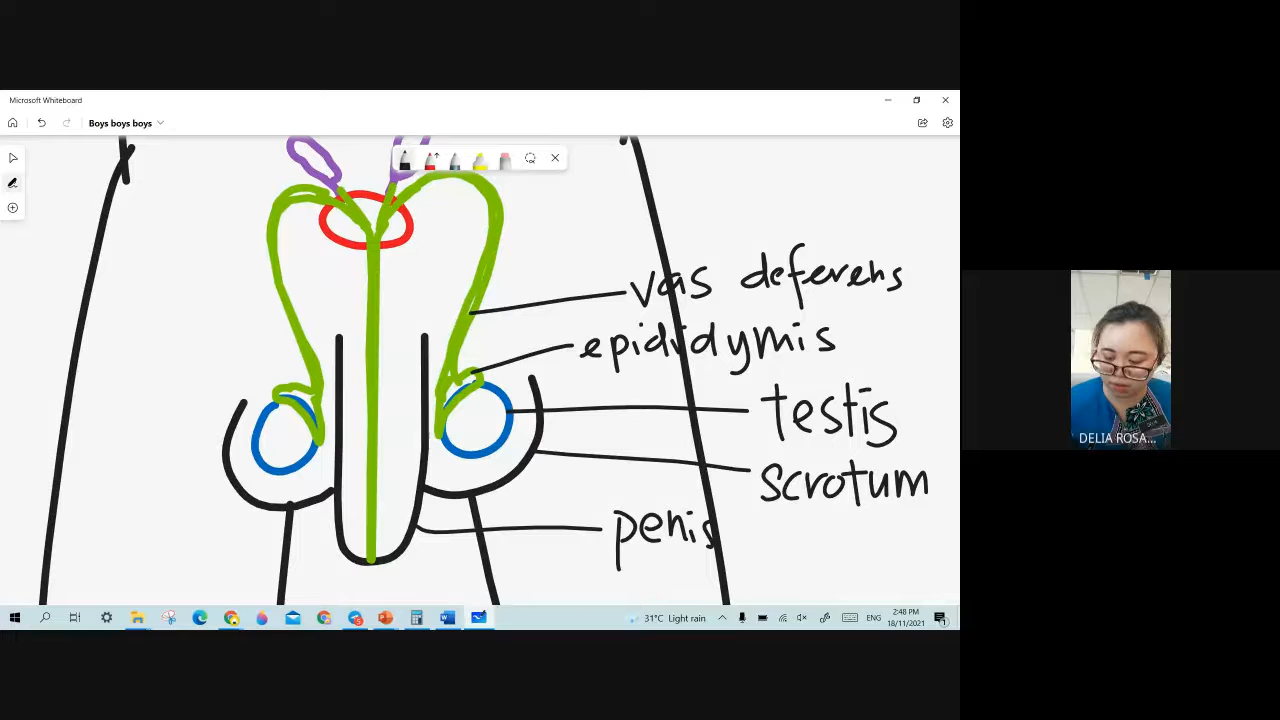 Microsoft Whiteboard
Boys boys boys
vas deferens
epididymis
testis
scrotum
penis
DELIA ROSA...
31°C Light rain
ENG
2:48 PM
18/11/2021